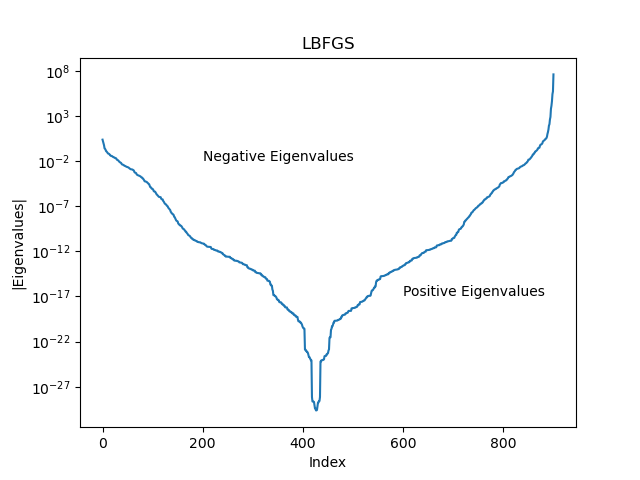 LBFGS
10^8
10^3
10^-2
10^-7
10^-12
10^-17
10^-22
10^-27
|Eigenvalues|
Negative Eigenvalues
Positive Eigenvalues
0 200 400 600 800
Index